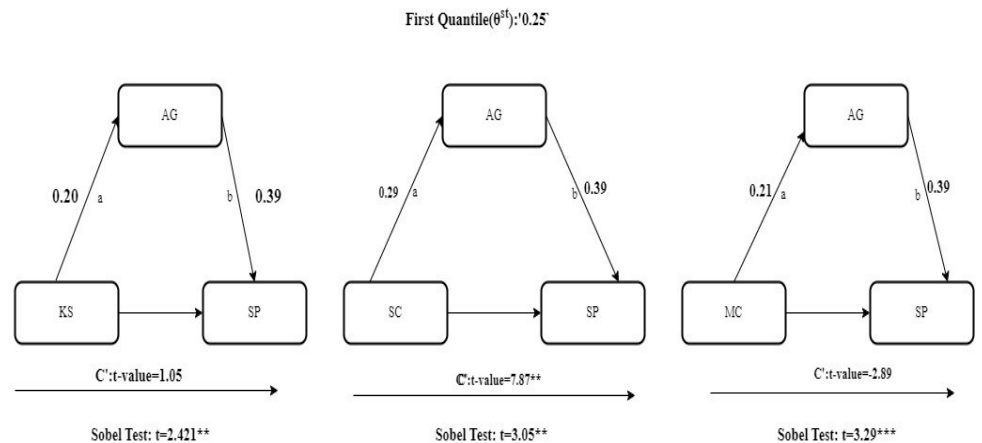 First Quantile(θˢᵗ):'0.25`
AG AG AG
0.20 a b 0.39 0.29 a b 0.39 0.21 a b 0.39
KS SP SC SP MC SP
C':t-value=1.05 C':t-value=7.87** C':t-value=-2.89
Sobel Test: t=2.421** Sobel Test: t=3.05** Sobel Test: t=3.29***